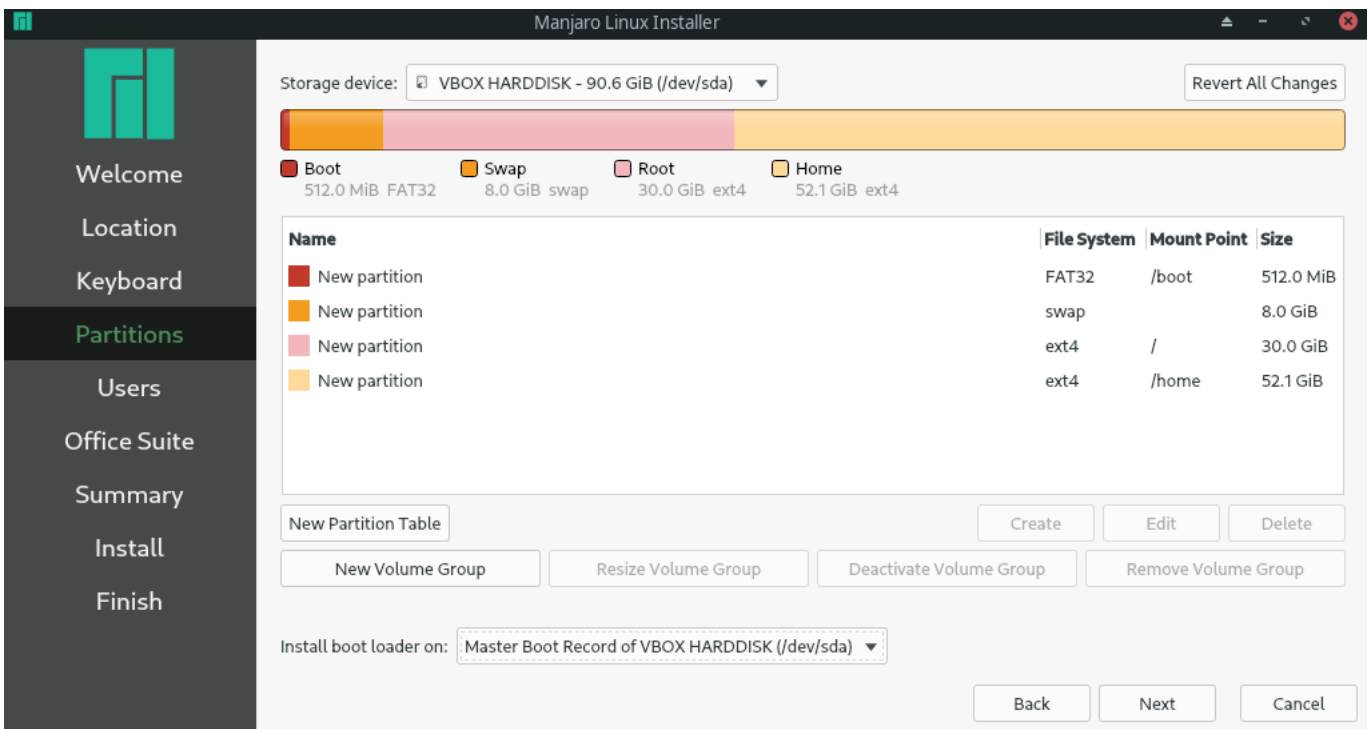 Manjaro Linux Installer
Welcome
Location
Keyboard
Partitions
Users
Office Suite
Summary
Install
Finish
Storage device: VBOX HARDDISK - 90.6 GiB (/dev/sda) Revert All Changes
Boot Swap Root Home
512.0 MiB FAT32 8.0 GiB swap 30.0 GiB ext4 52.1 GiB ext4
Name File System Mount Point Size
New partition FAT32 /boot 512.0 MiB
New partition swap 8.0 GiB
New partition ext4 / 30.0 GiB
New partition ext4 /home 52.1 GiB
New Partition Table Create Edit Delete
New Volume Group Resize Volume Group Deactivate Volume Group Remove Volume Group
Install boot loader on: Master Boot Record of VBOX HARDDISK (/dev/sda)
Back Next Cancel